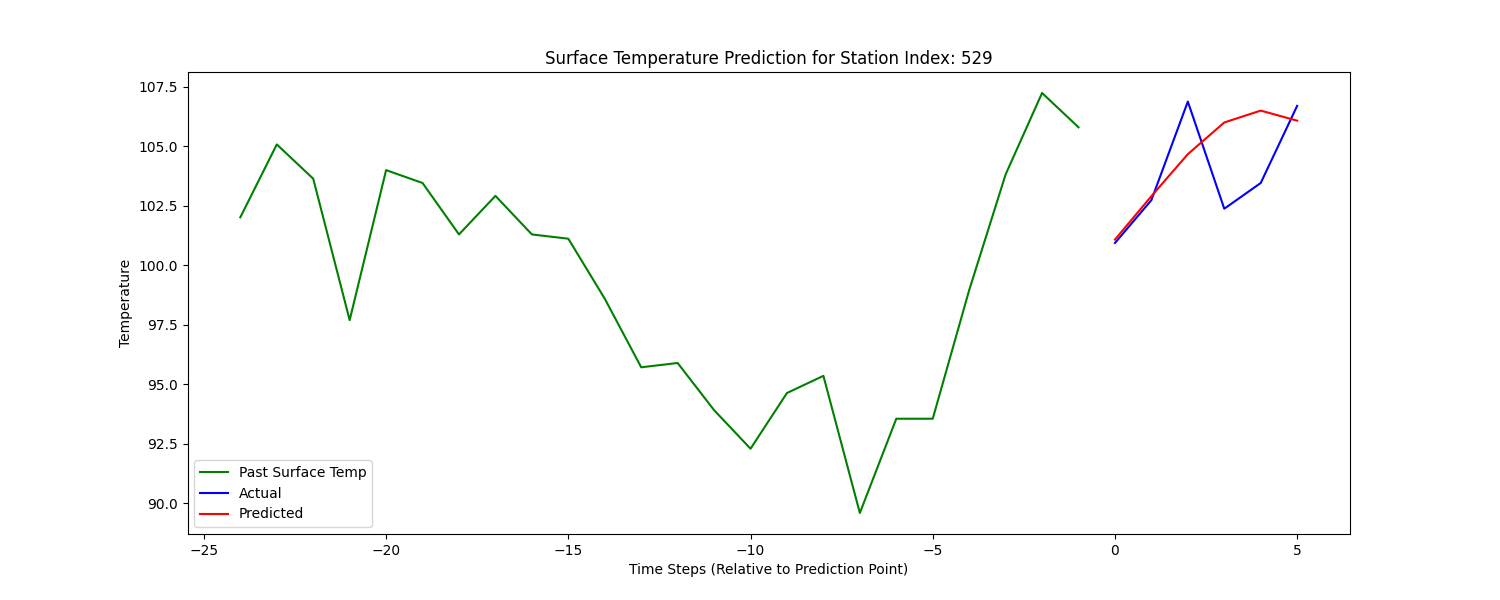 Surface Temperature Prediction for Station Index: 529
107.5
105.0
102.5
100.0
97.5
95.0
92.5
90.0
Temperature
Past Surface Temp
Actual
Predicted
−25 −20 −15 −10 −5 0 5
Time Steps (Relative to Prediction Point)